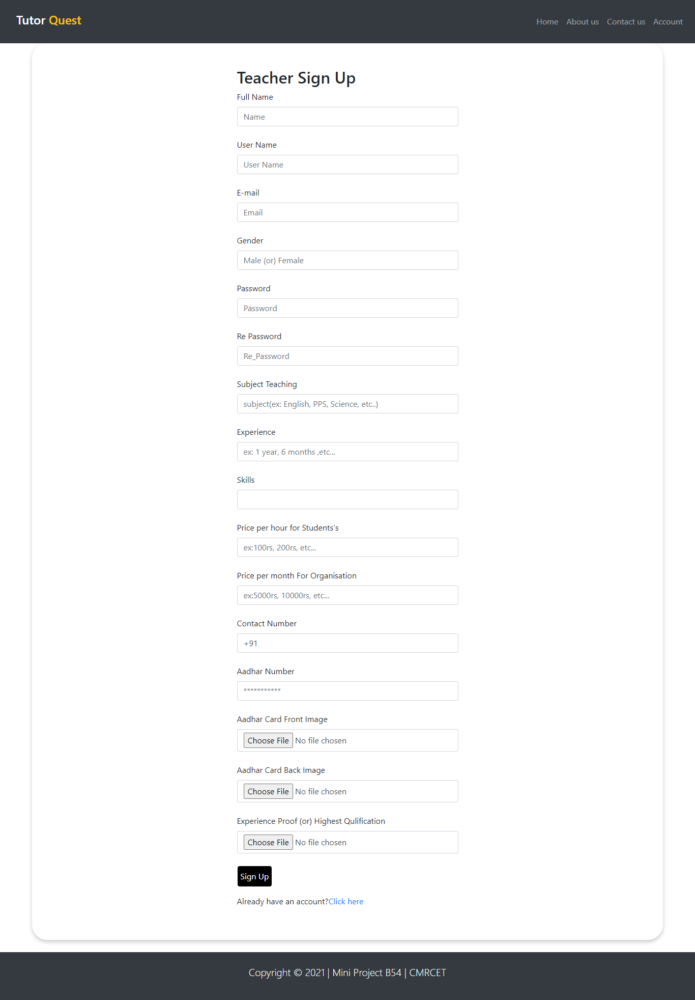 Tutor Quest
Home About us Contact us Account
Teacher Sign Up
Full Name
Name
User Name
User Name
E-mail
Email
Gender
Male (or) Female
Password
Password
Re Password
Re_Password
Subject Teaching
subject(ex: English, PPS, Science, etc..)
Experience
ex: 1 year, 6 months ,etc...
Skills
Price per hour for Students's
ex:100rs, 200rs, etc...
Price per month For Organisation
ex:5000rs, 10000rs, etc...
Contact Number
+91
Aadhar Number
***********
Aadhar Card Front Image
Choose File No file chosen
Aadhar Card Back Image
Choose File No file chosen
Experience Proof (or) Highest Qulification
Choose File No file chosen
Sign Up
Already have an account?Click here
Copyright © 2021 | Mini Project B54 | CMRCET